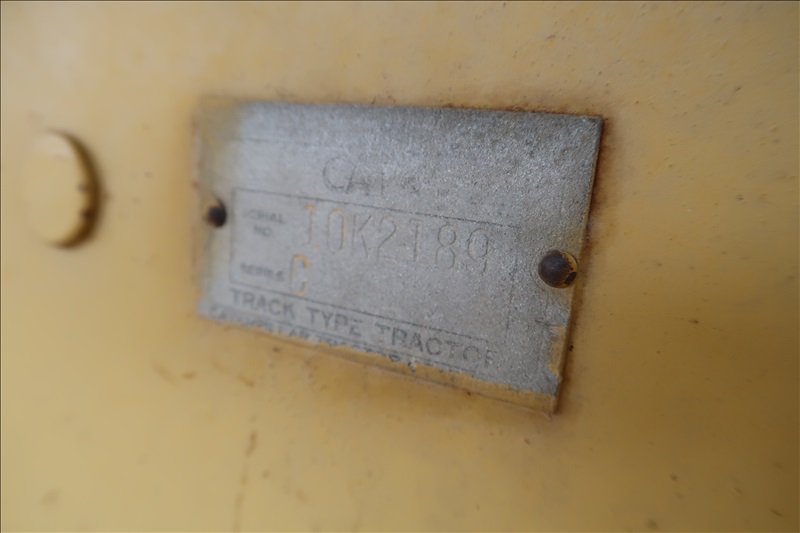 CAT
SERIAL NO. 10K2189
SERIES C
TRACK TYPE TRACTOR